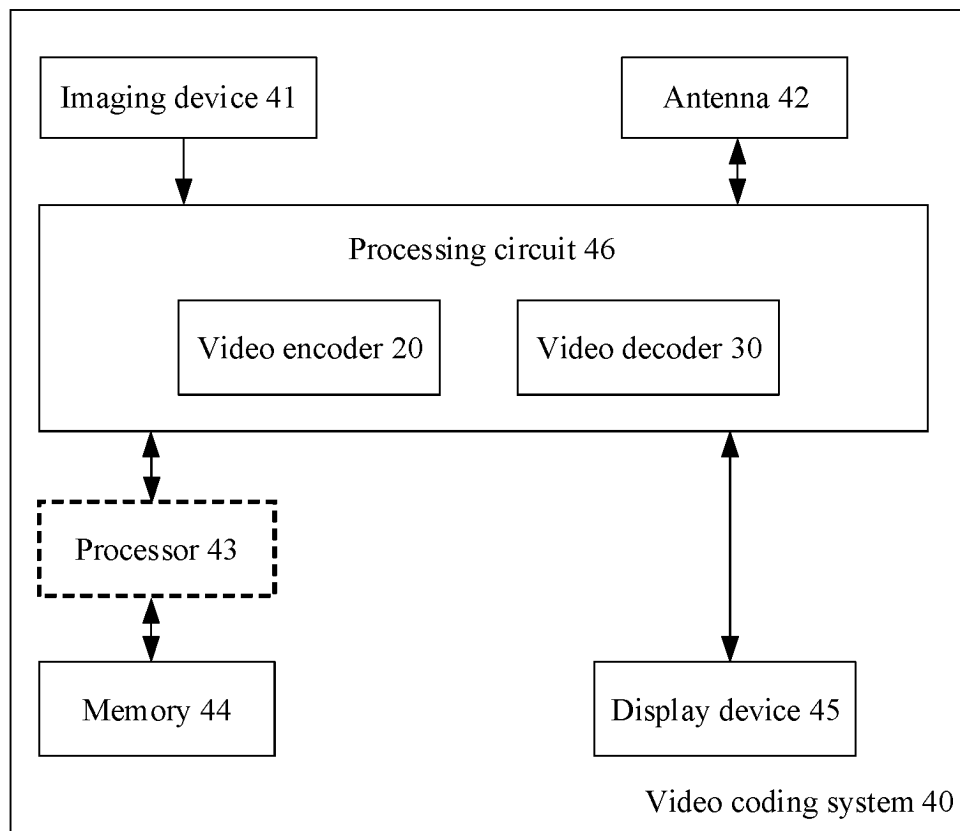 Imaging device 41
Antenna 42
Processing circuit 46
Video encoder 20
Video decoder 30
Processor 43
Memory 44
Display device 45
Video coding system 40